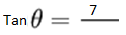 Tan θ = 7